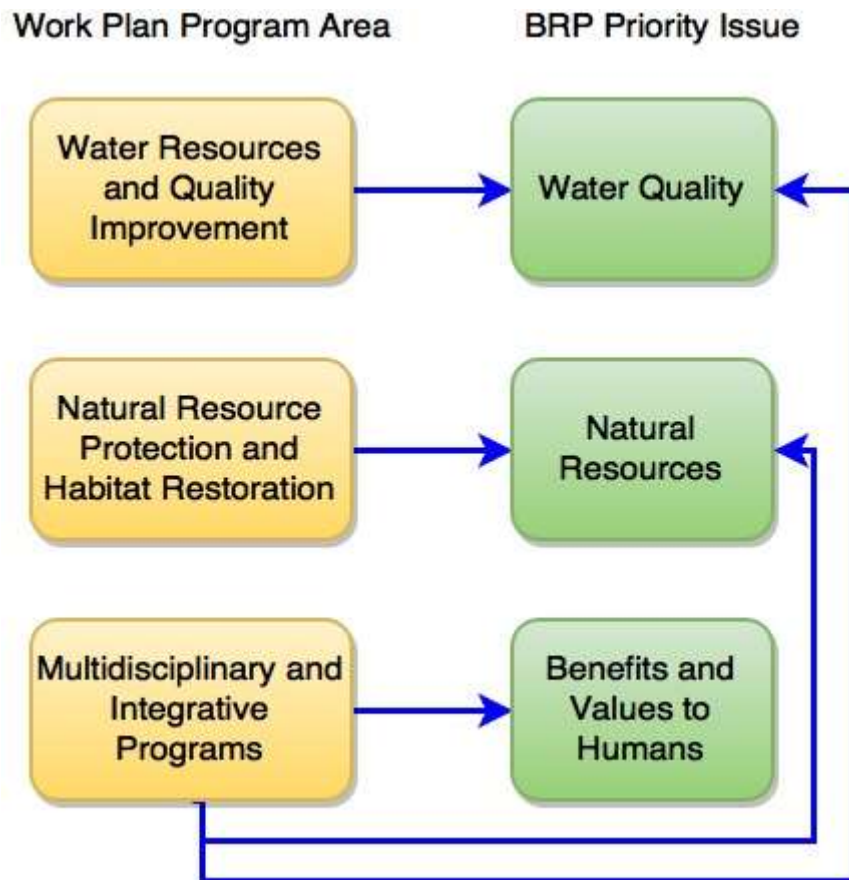 Work Plan Program Area
BRP Priority Issue
Water Resources
and Quality
Improvement
Water Quality
Natural Resource
Protection and
Habitat Restoration
Natural
Resources
Multidisciplinary and
Integrative
Programs
Benefits and
Values to
Humans